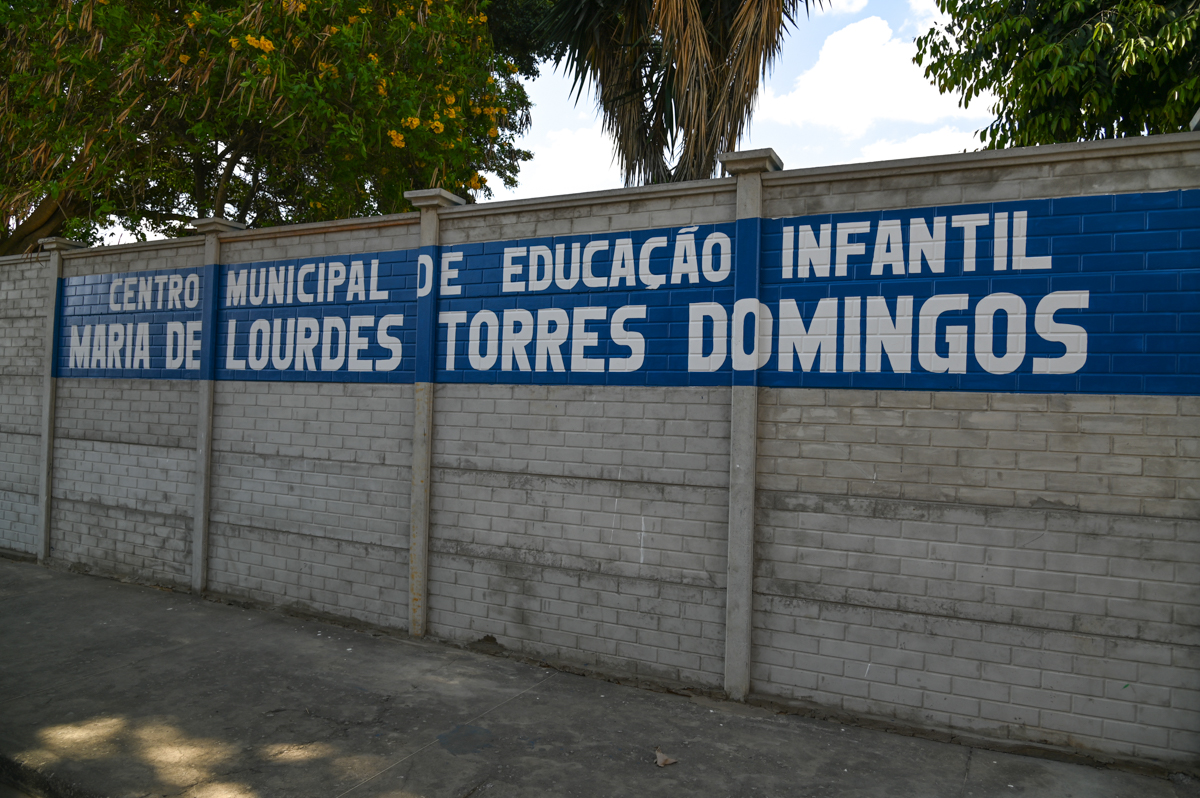 CENTRO MUNICIPAL DE EDUCAÇÃO INFANTIL
MARIA DE LOURDES TORRES DOMINGOS